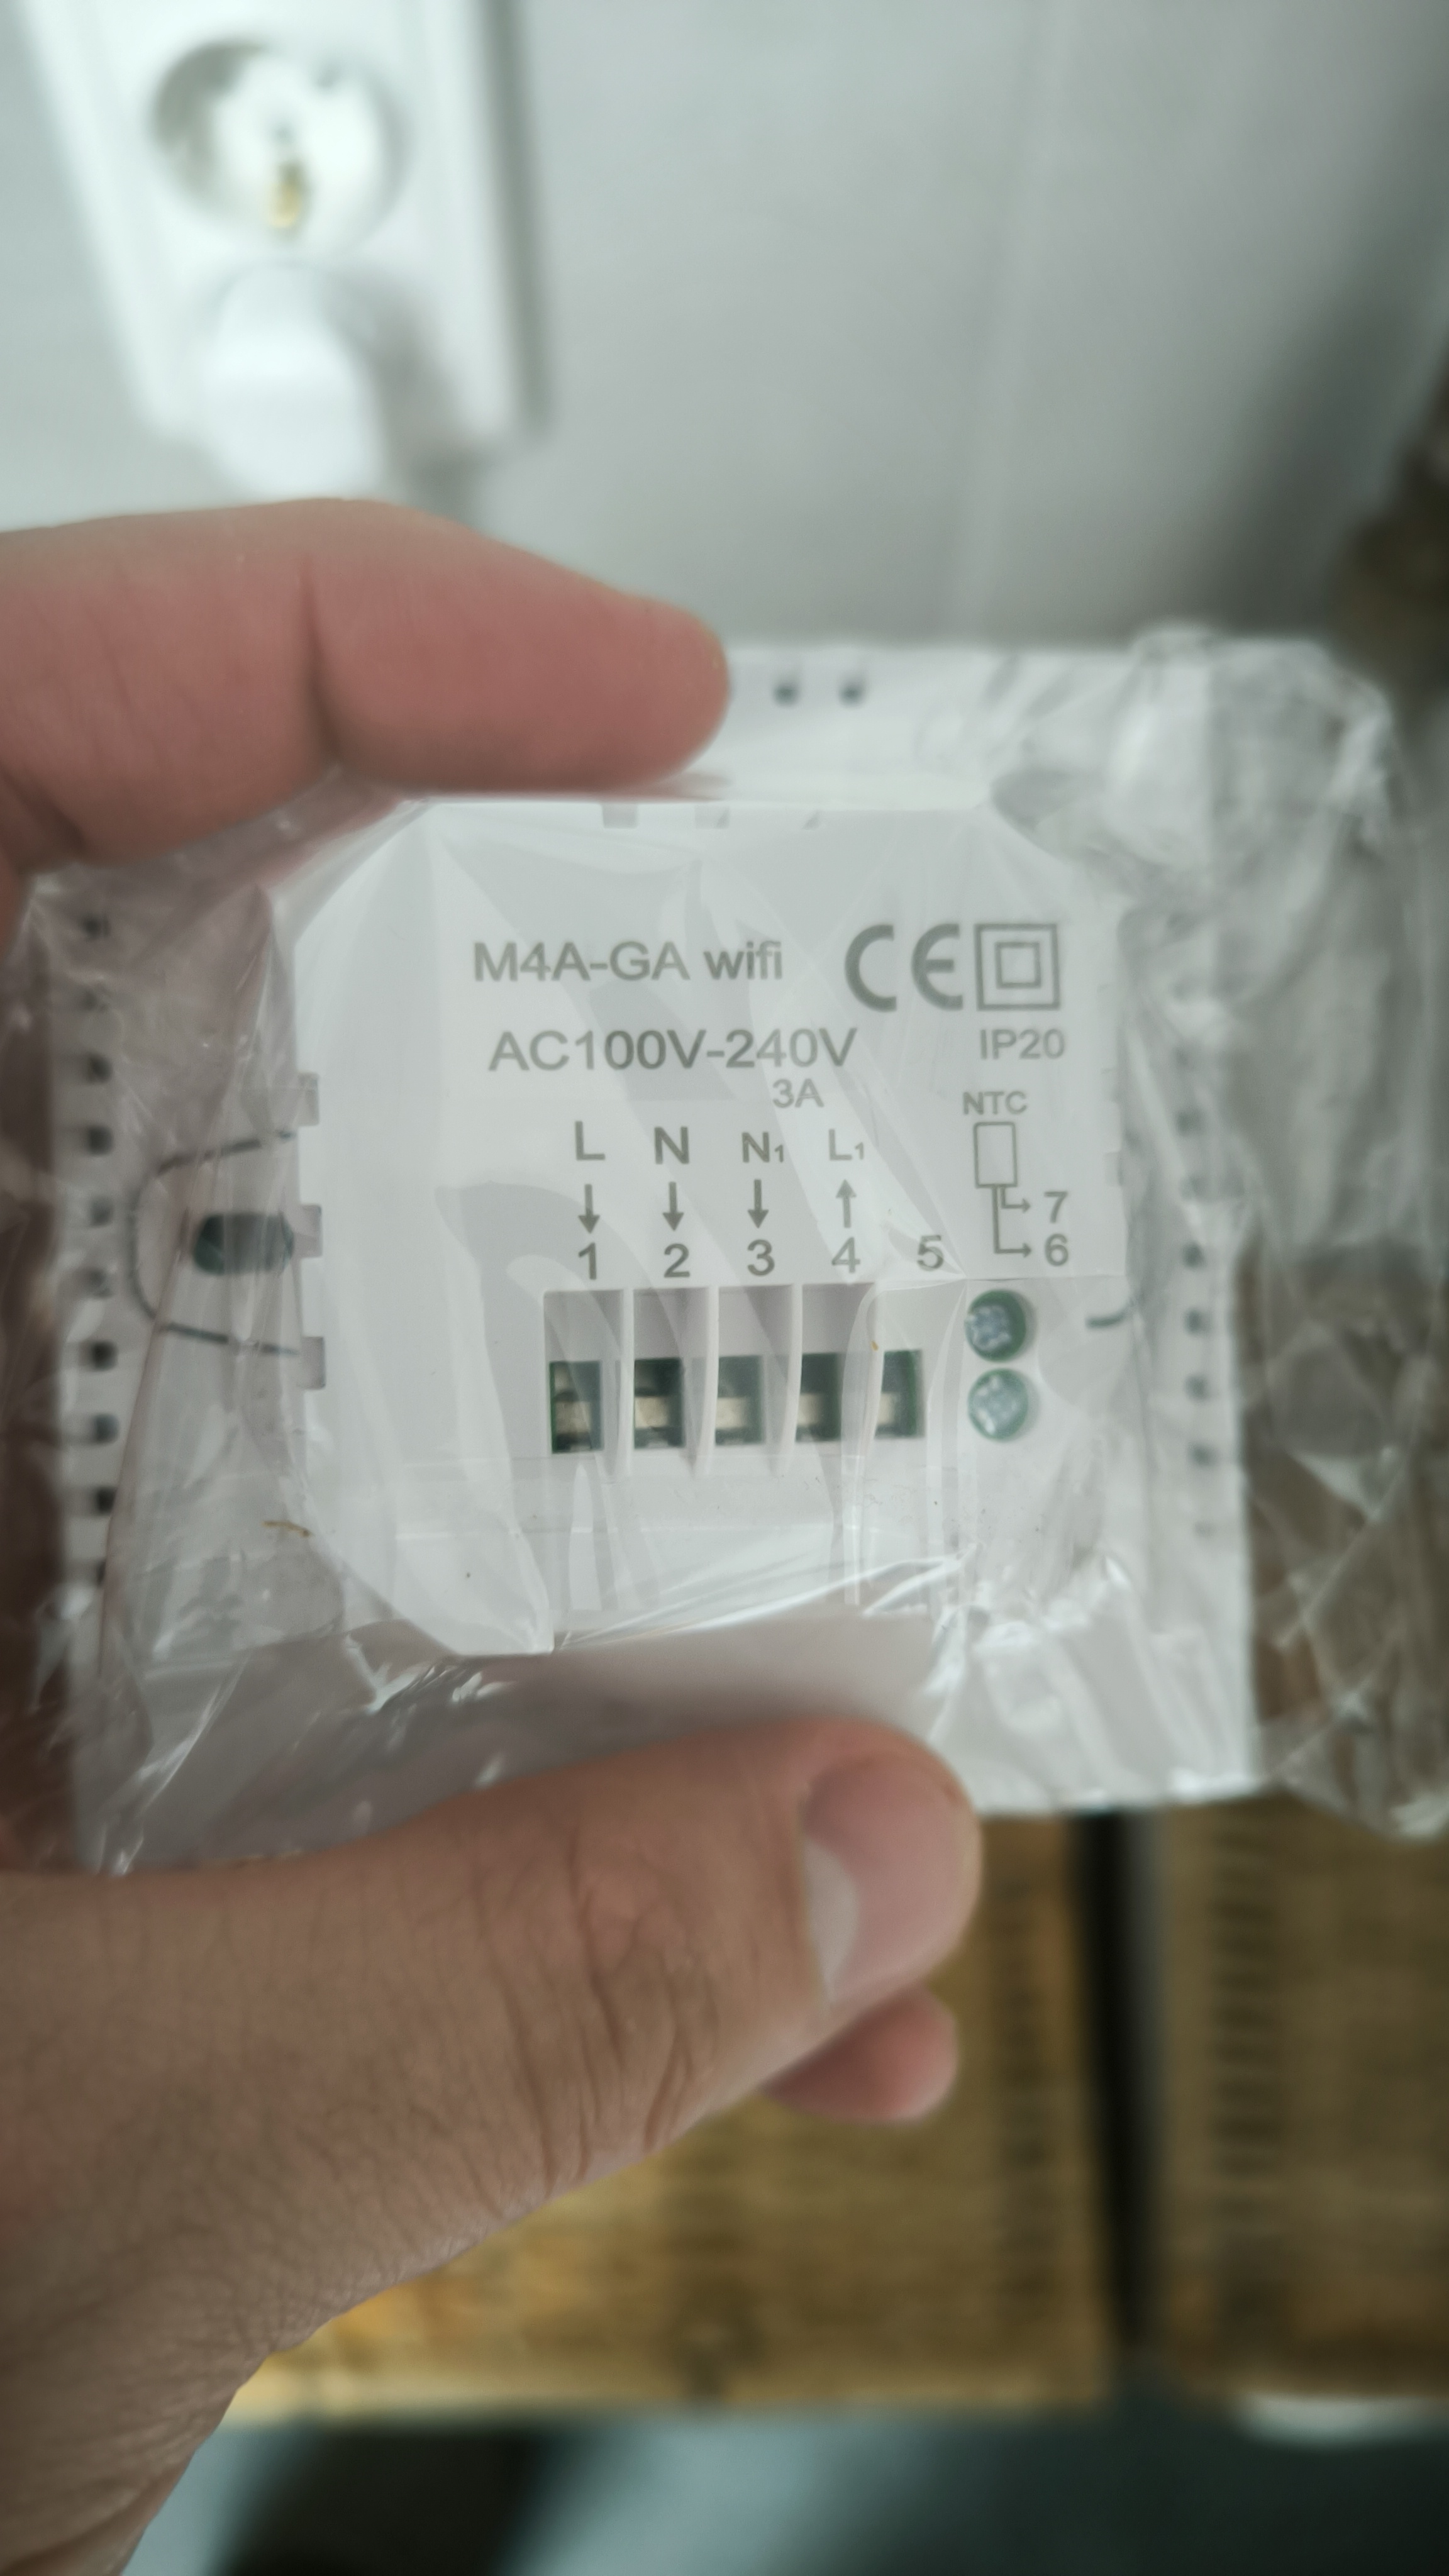 M4A-GA wifi CE
AC100V-240V IP20
3A NTC
L N N₁ L₁
7
1 2 3 4 5 6